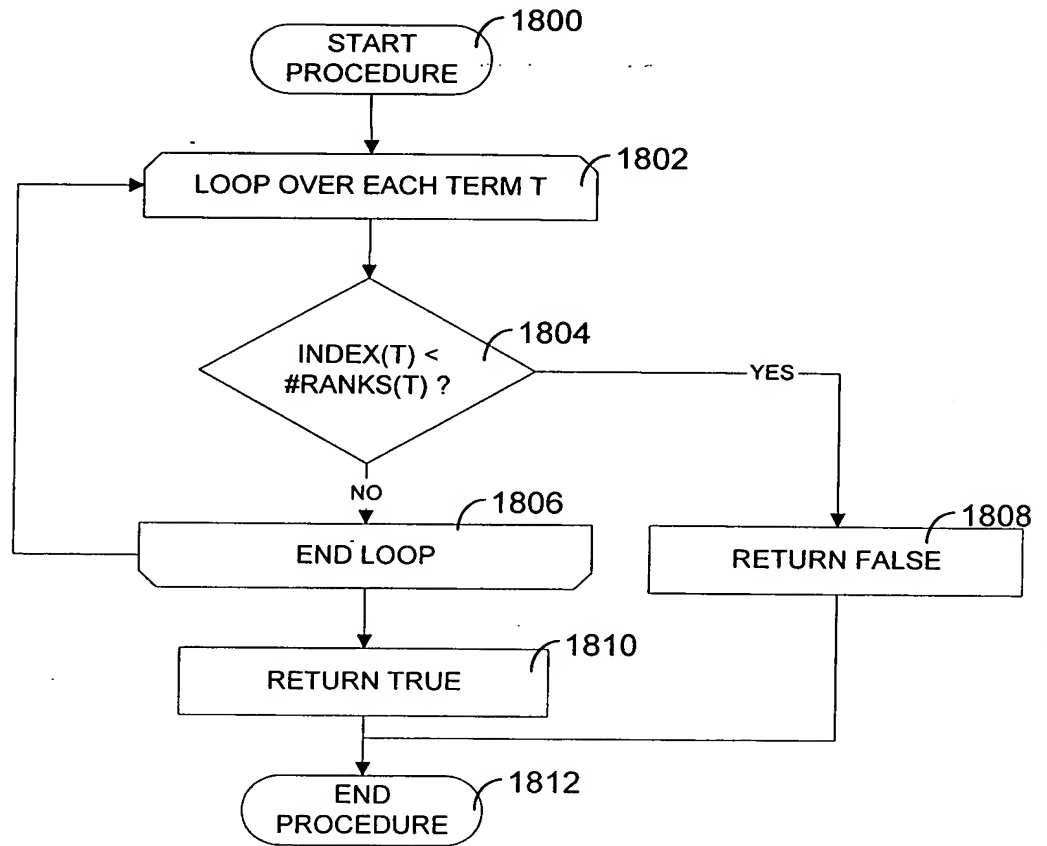 1800
START
PROCEDURE
1802
LOOP OVER EACH TERM T
1804
INDEX(T) <
#RANKS(T) ?
YES
NO
1806
END LOOP
1808
RETURN FALSE
1810
RETURN TRUE
1812
END
PROCEDURE